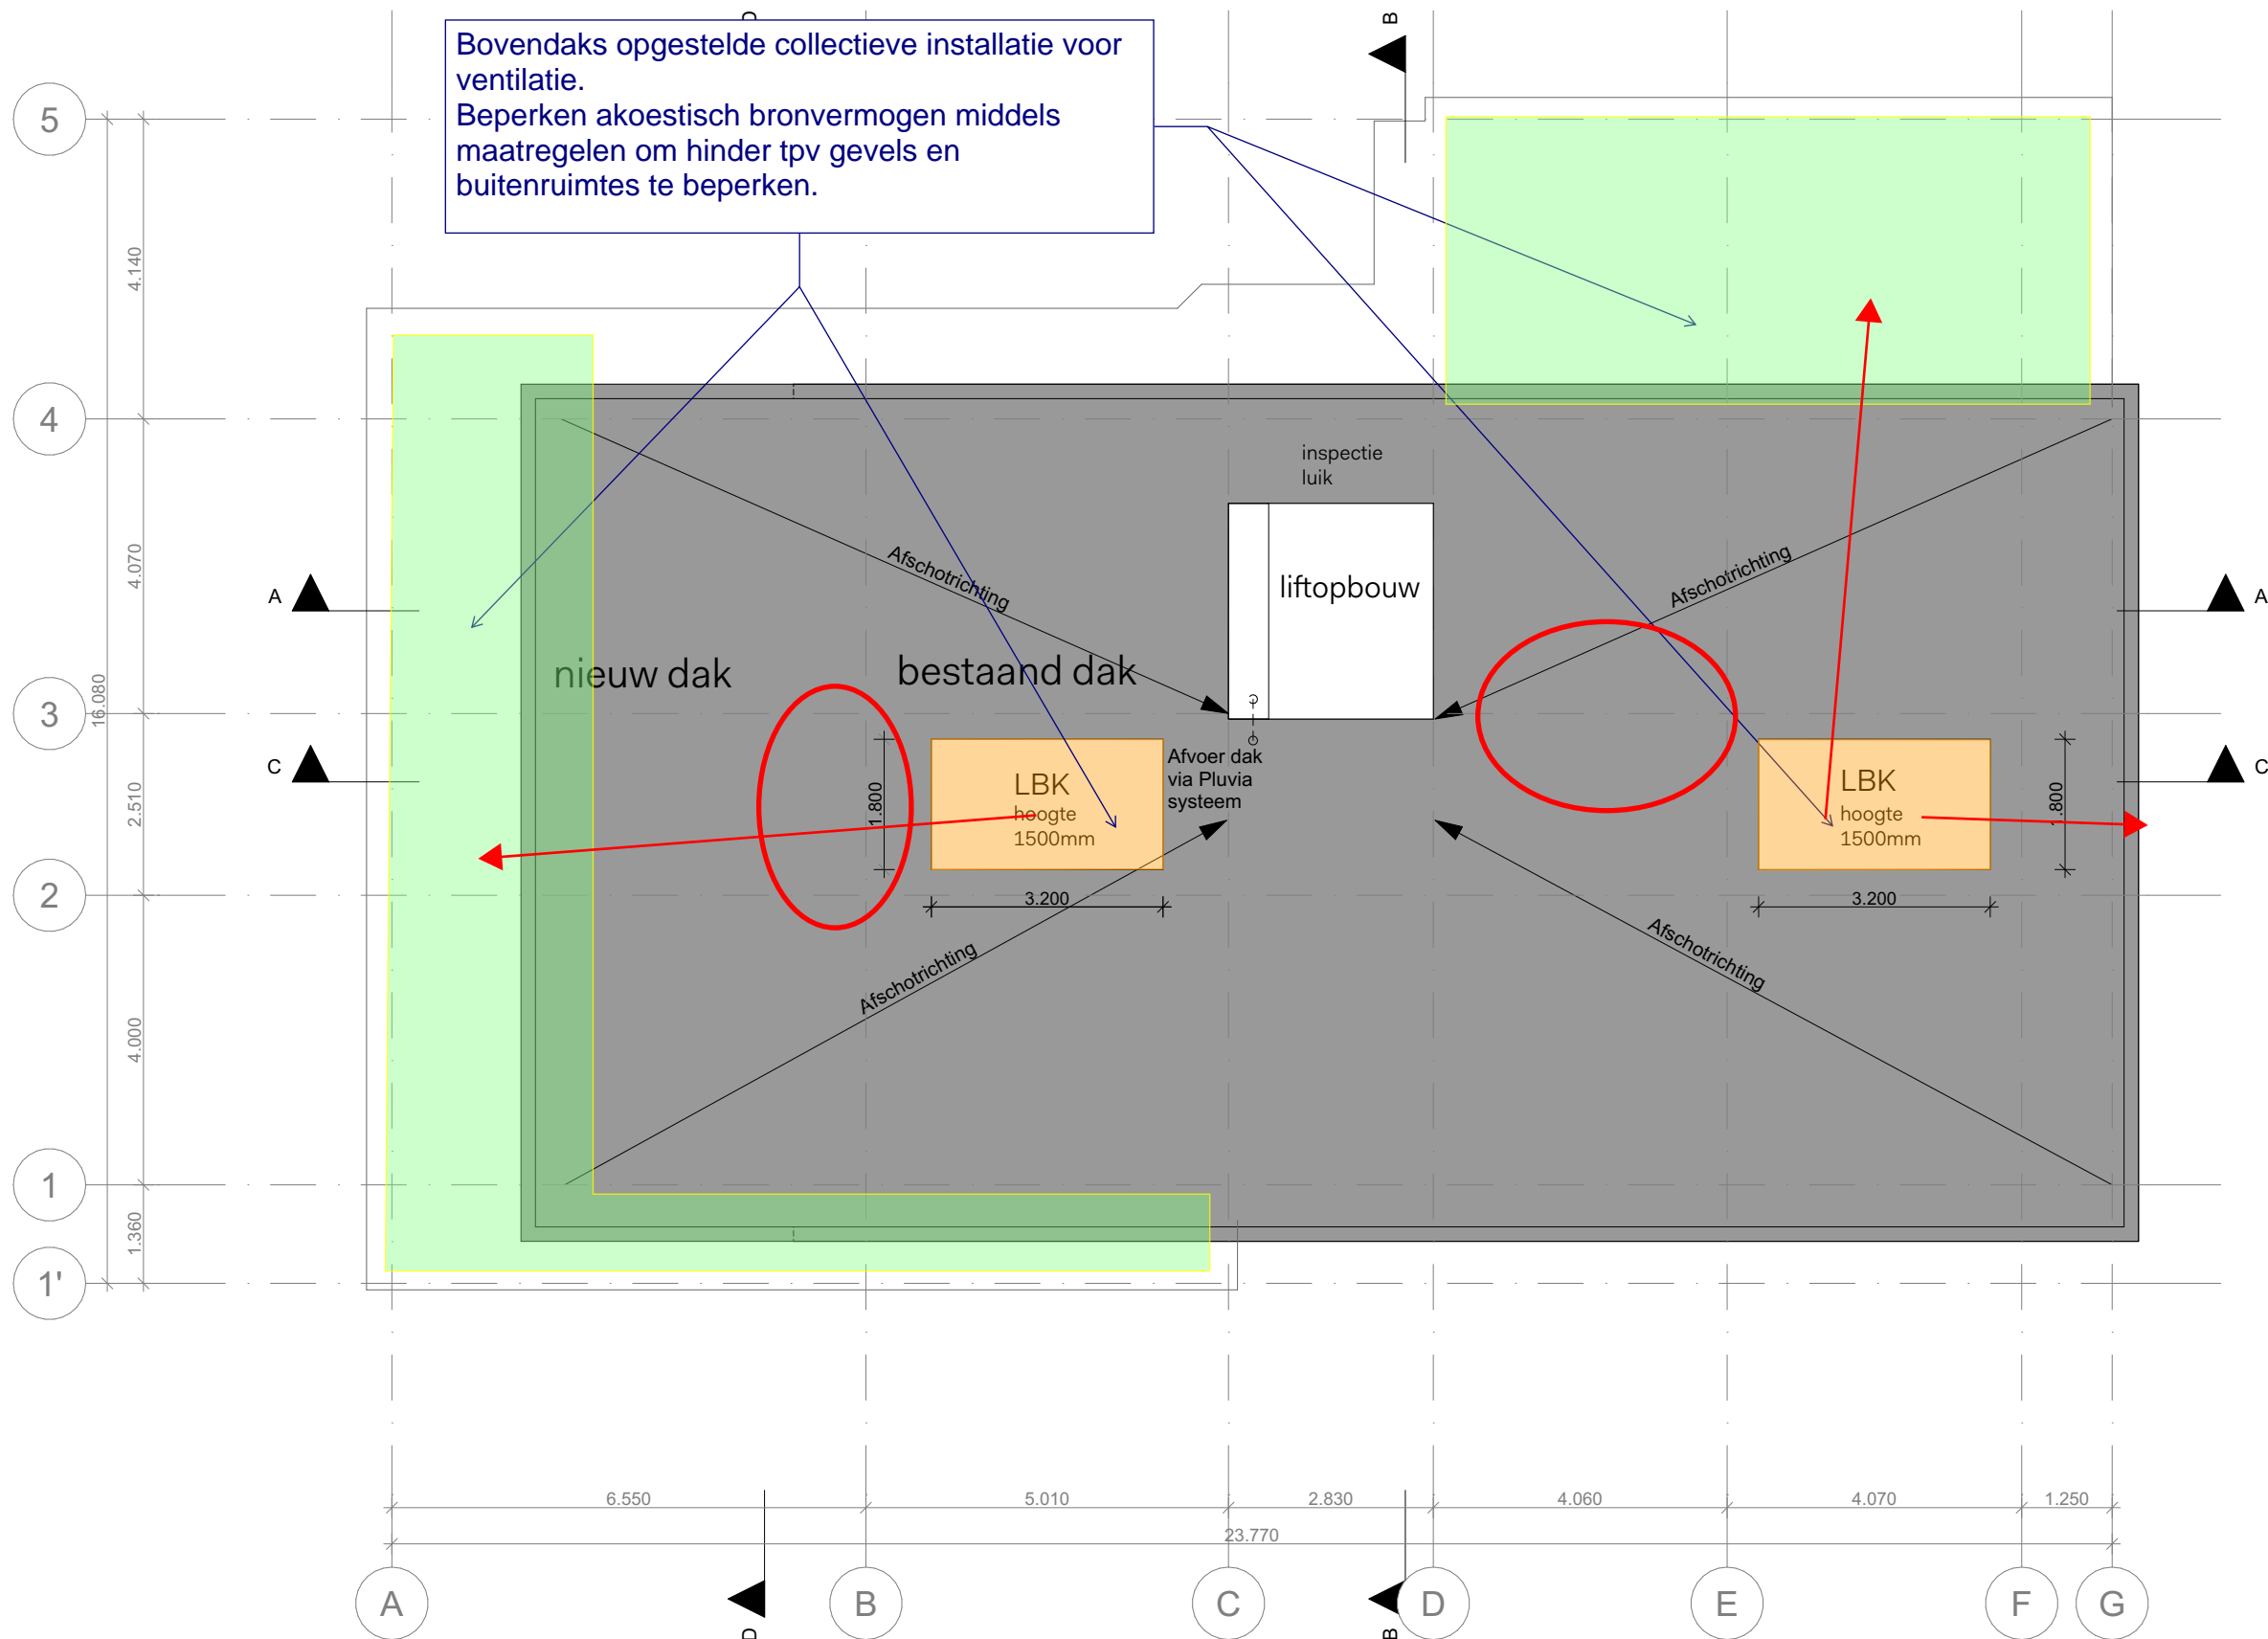 D
B
Bovendaks opgestelde collectieve installatie voor
ventilatie.
Beperken akoestisch bronvermogen middels
maatregelen om hinder tpv gevels en
buitenruimtes te beperken.
5
4.140
4
inspectie
luik
Afschotrichting
Afschotrichting
liftopbouw
4.070
A
A
nieuw dak
bestaand dak
16.080
3
C
C
Afvoer dak
via Pluvia
systeem
LBK
hoogte
1500mm
1.800
LBK
hoogte
1500mm
1.800
2.510
2
3.200
3.200
Afschotrichting
Afschotrichting
4.000
1
1.360
1'
6.550
5.010
2.830
4.060
4.070
1.250
23.770
A
B
C
D
E
F
G
D
B